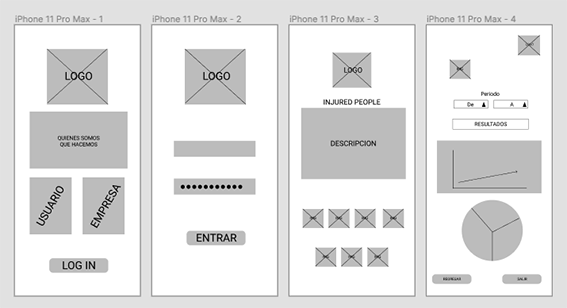 iPhone 11 Pro Max - 1
LOGO
QUIENES SOMOS
QUE HACEMOS
USUARIO
EMPRESA
LOG IN
iPhone 11 Pro Max - 2
LOGO
ENTRAR
iPhone 11 Pro Max - 3
LOGO
INJURED PEOPLE
DESCRIPCION
iPhone 11 Pro Max - 4
LOGO
Periodo
De
A
RESULTADOS
REGRESAR
SALIR